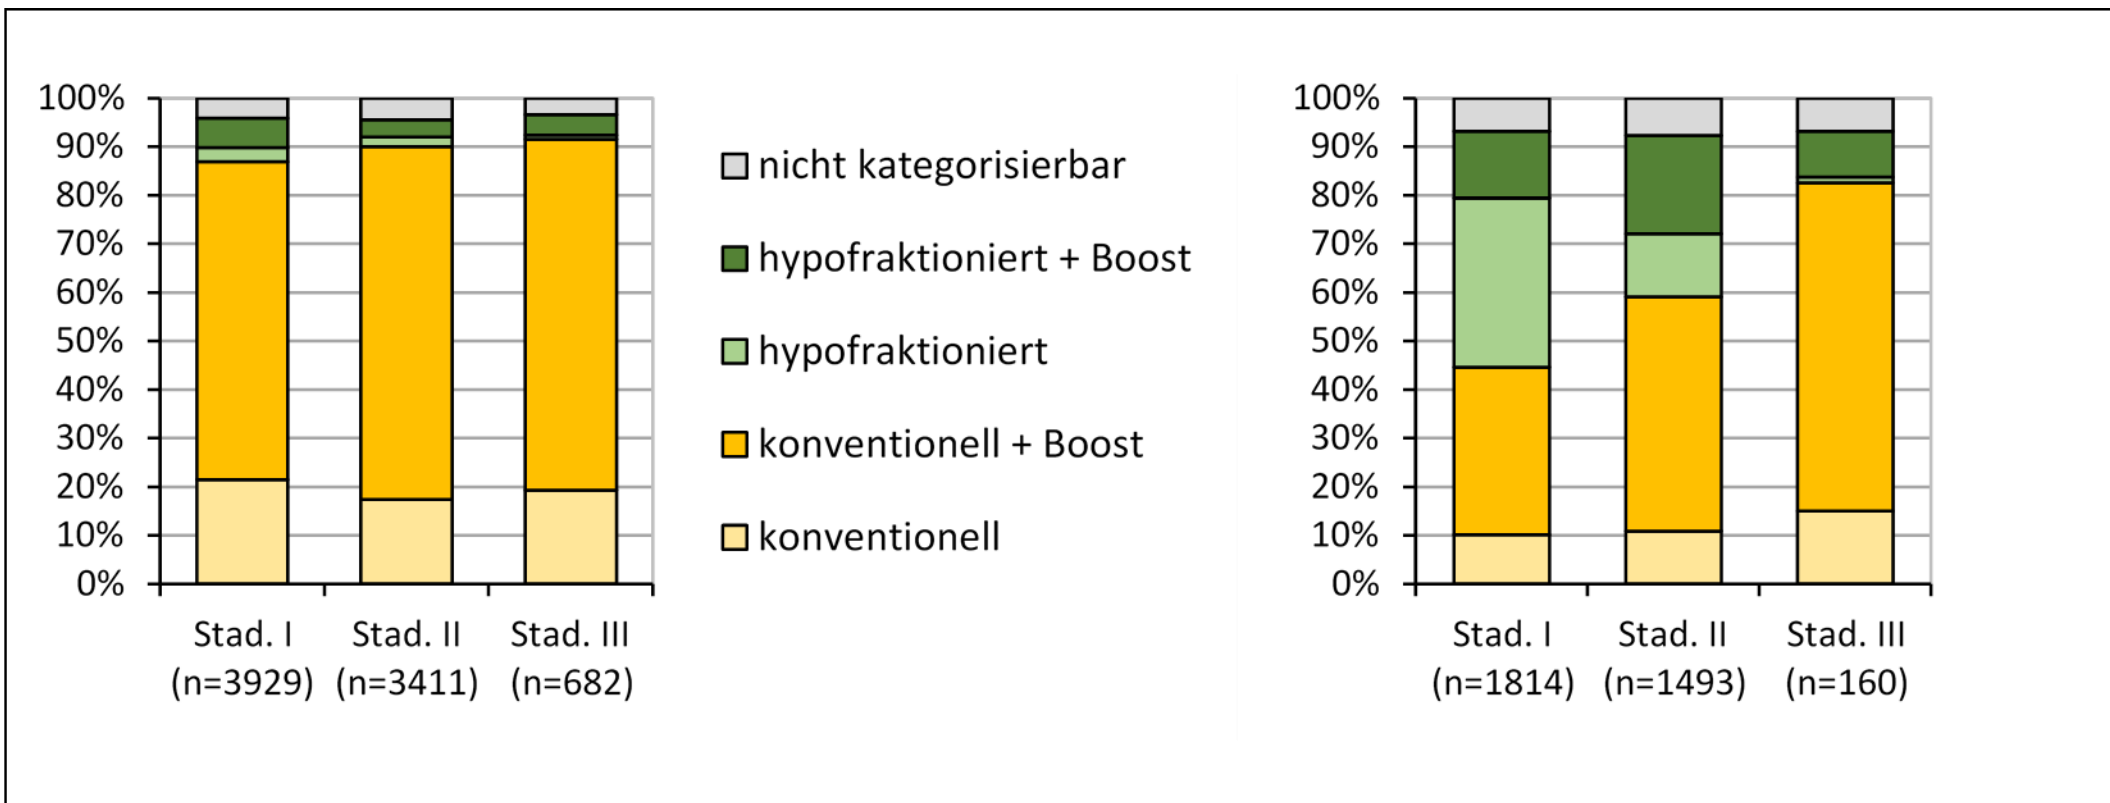 100%
90%
80%
70%
60%
50%
40%
30%
20%
10%
0%
Stad. I Stad. II Stad. III
(n=3929) (n=3411) (n=682)
nicht kategorisierbar
hypofraktioniert + Boost
hypofraktioniert
konventionell + Boost
konventionell
100%
90%
80%
70%
60%
50%
40%
30%
20%
10%
0%
Stad. I Stad. II Stad. III
(n=1814) (n=1493) (n=160)